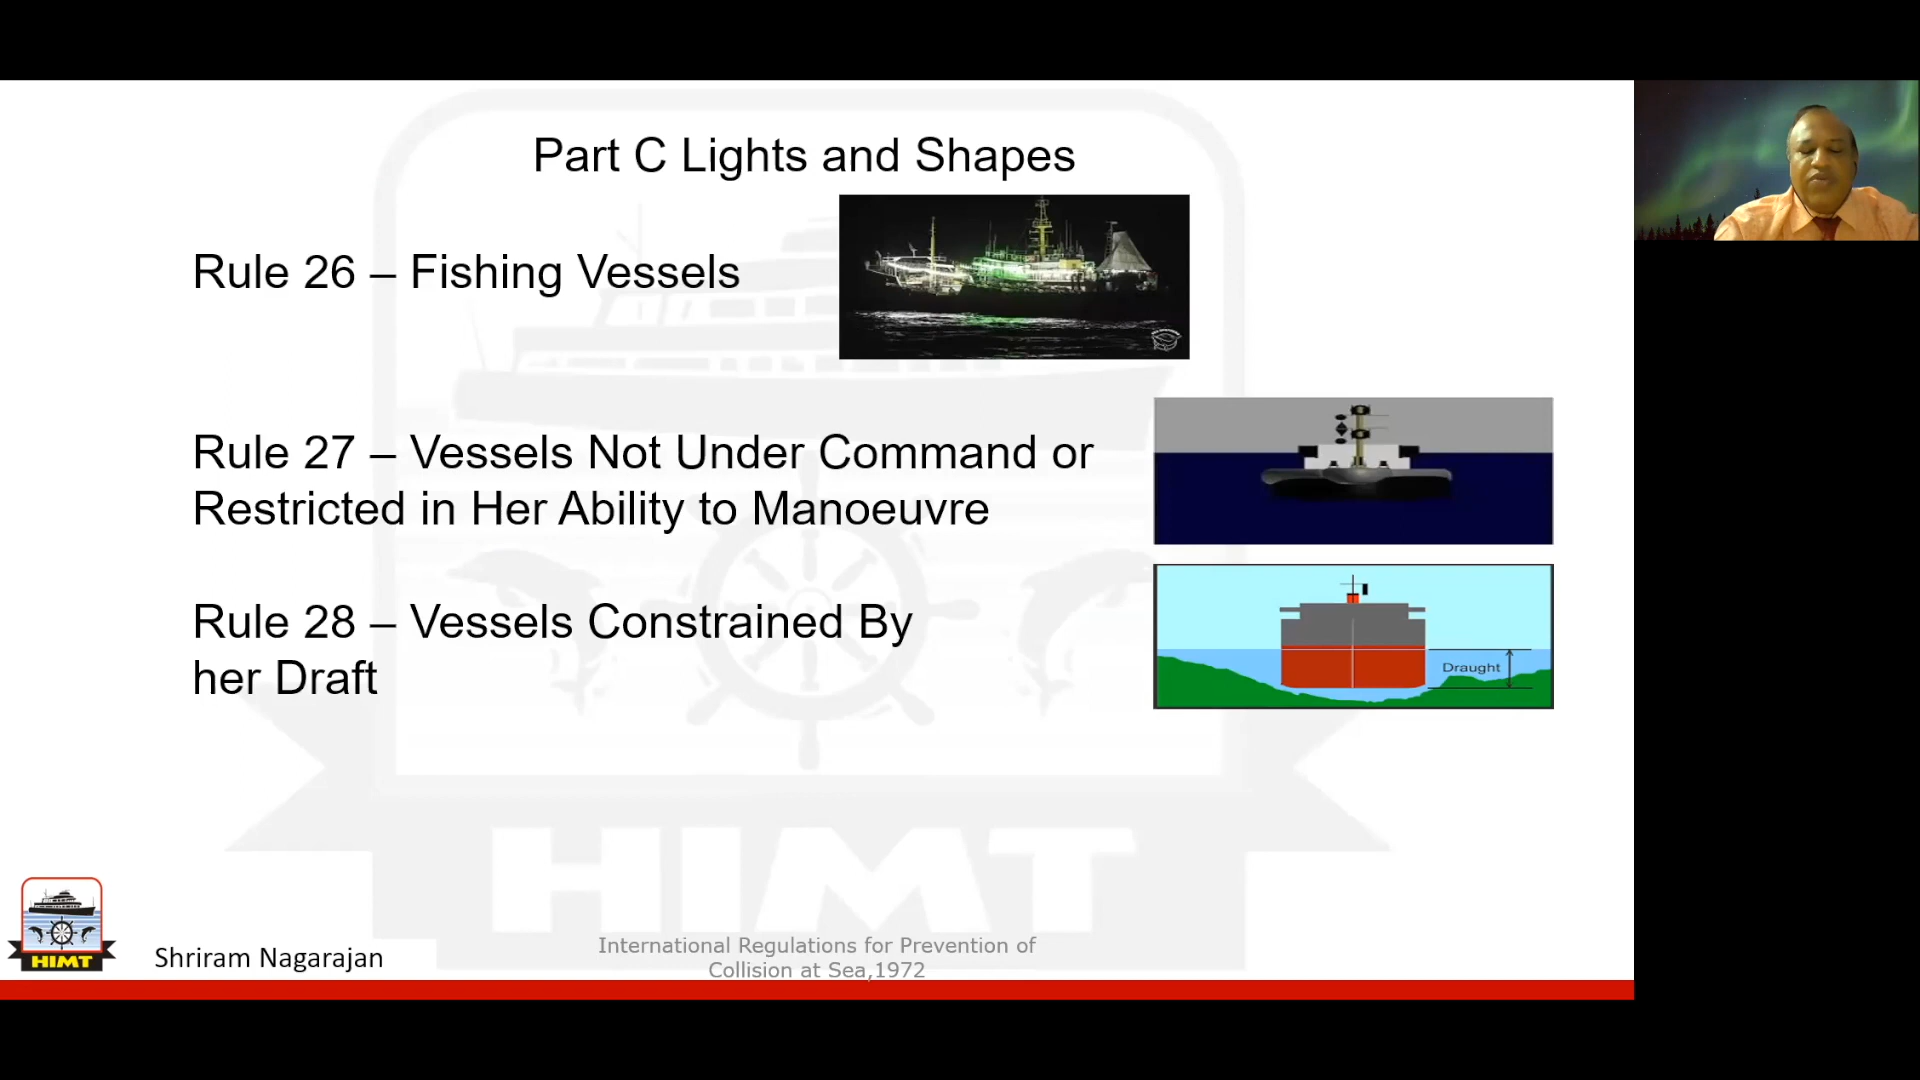 Part C Lights and Shapes
Rule 26 – Fishing Vessels
Rule 27 – Vessels Not Under Command or
Restricted in Her Ability to Manoeuvre
Rule 28 – Vessels Constrained By
her Draft
Draught
HIMT
HIMT
Shriram Nagarajan
International Regulations for Prevention of
Collision at Sea,1972